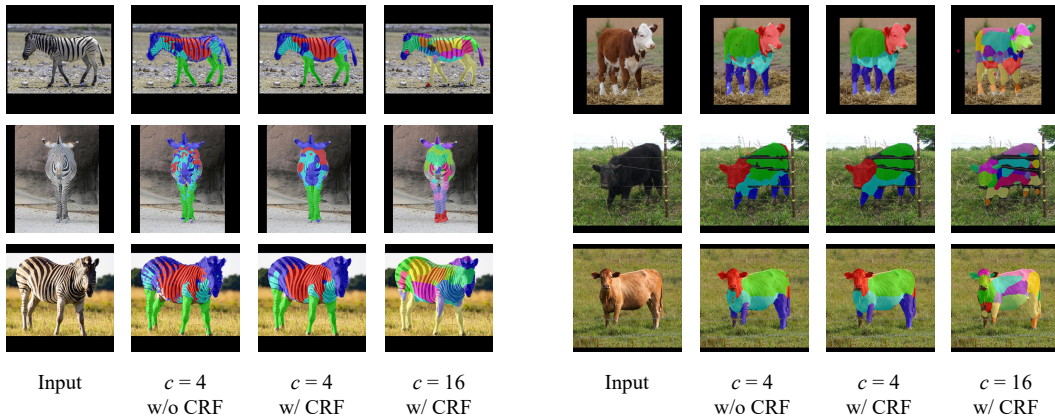 Input
c = 4
w/o CRF
c = 4
w/ CRF
c = 16
w/ CRF
Input
c = 4
w/o CRF
c = 4
w/ CRF
c = 16
w/ CRF